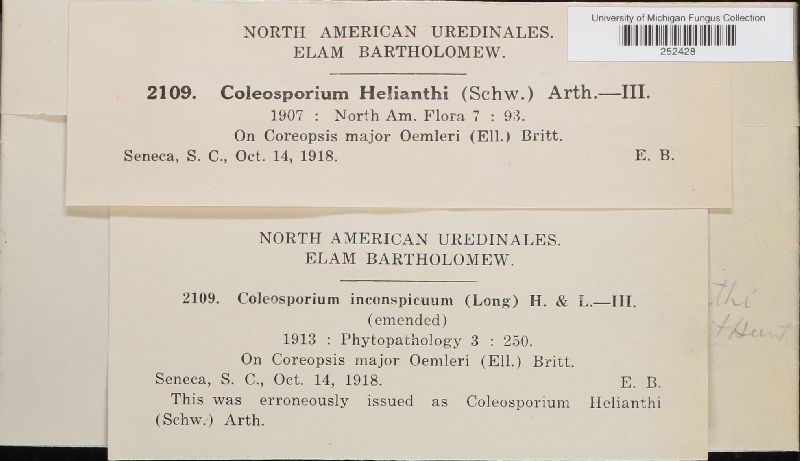 University of Michigan Fungus Collection
252428
NORTH AMERICAN UREDINALES.
ELAM BARTHOLOMEW.
2109. Coleosporium Helianthi (Schw.) Arth.—III.
1907 : North Am. Flora 7 : 93.
On Coreopsis major Oemleri (Ell.) Britt.
Seneca, S. C., Oct. 14, 1918. E. B.
NORTH AMERICAN UREDINALES.
ELAM BARTHOLOMEW.
2109. Coleosporium inconspicuum (Long) H. & L.—III.
(emended)
1913 : Phytopathology 3 : 250.
On Coreopsis major Oemleri (Ell.) Britt.
Seneca, S. C., Oct. 14, 1918. E. B.
This was erroneously issued as Coleosporium Helianthi
(Schw.) Arth.